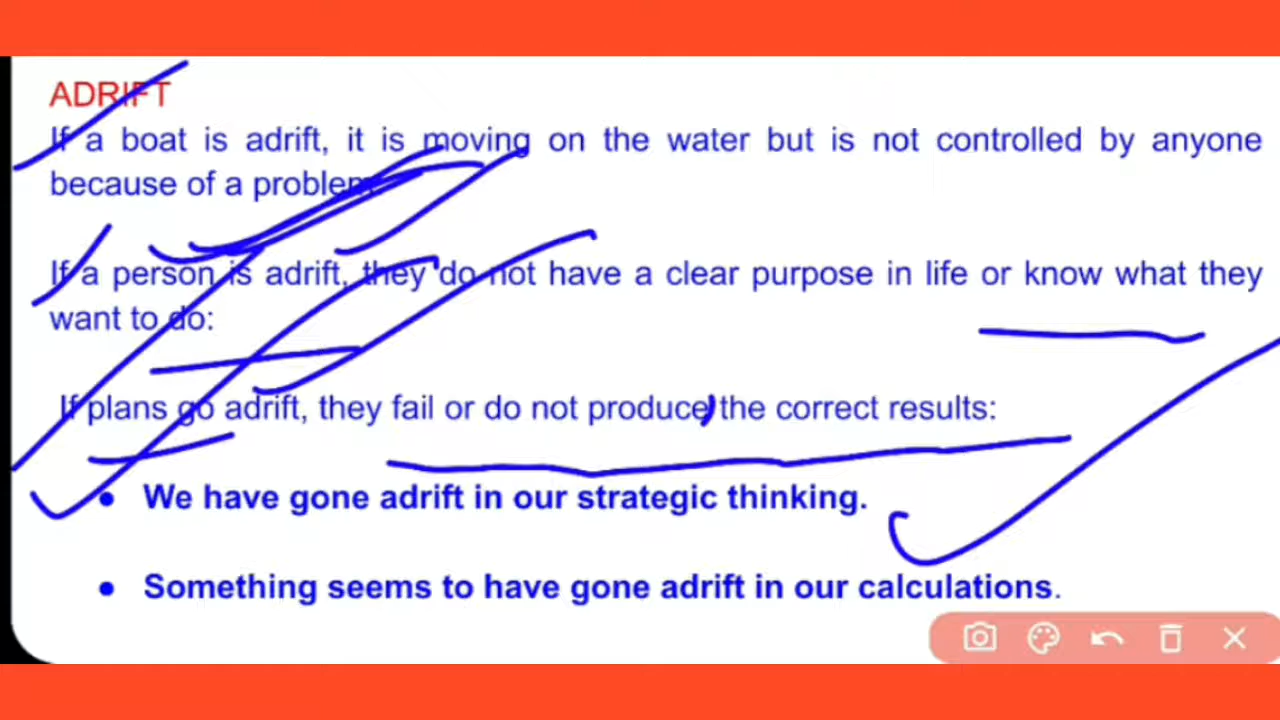 ADRIFT
If a boat is adrift, it is moving on the water but is not controlled by anyone
because of a problem.
If a person is adrift, they do not have a clear purpose in life or know what they
want to do:
If plans go adrift, they fail or do not produce the correct results:
• We have gone adrift in our strategic thinking.
• Something seems to have gone adrift in our calculations.